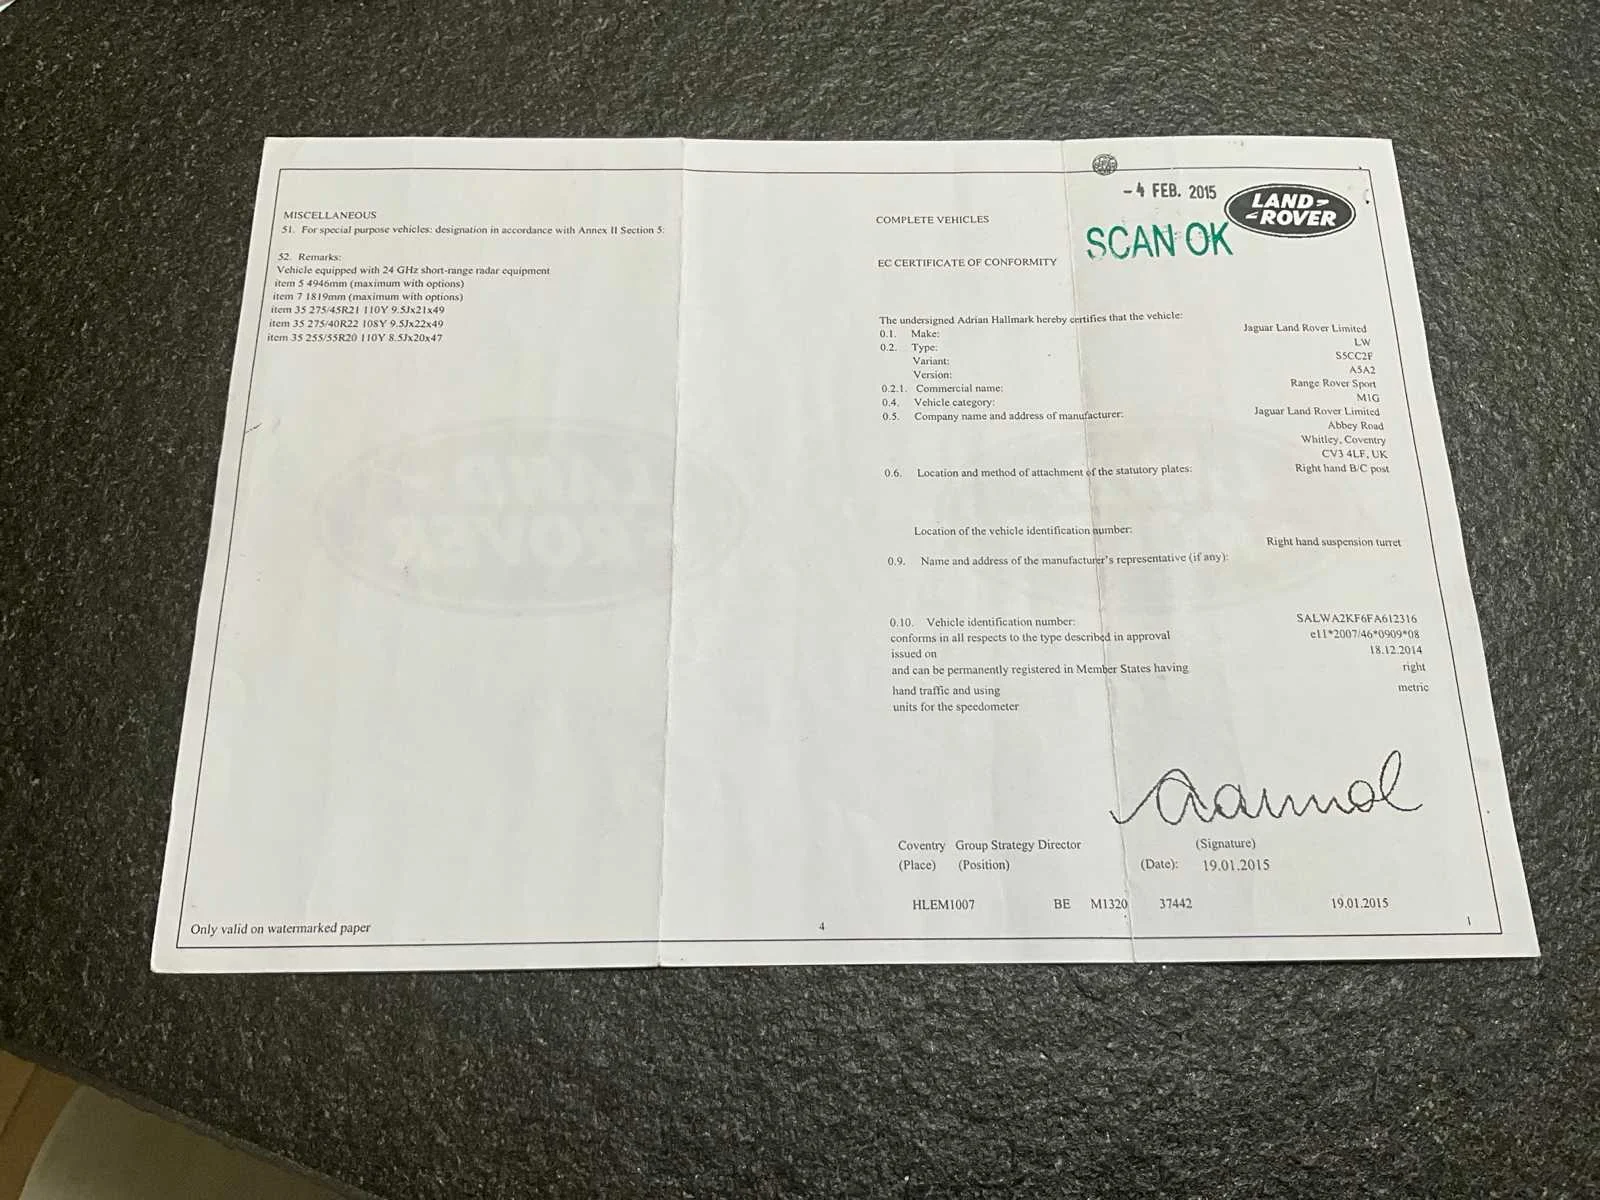 MISCELLANEOUS
51. For special purpose vehicles: designation in accordance with Annex II Section 5:
52. Remarks:
Vehicle equipped with 24 GHz short-range radar equipment
item 5 4946mm (maximum with options)
item 7 1819mm (maximum with options)
item 35 275/45R21 110Y 9.5Jx21x49
item 35 275/40R22 108Y 9.5Jx22x49
item 35 255/55R20 110Y 8.5Jx20x47
LAND ROVER
Only valid on watermarked paper
4
- 4 FEB. 2015
LAND-
-ROVER
SCAN OK
COMPLETE VEHICLES
EC CERTIFICATE OF CONFORMITY
The undersigned Adrian Hallmark hereby certifies that the vehicle:
0.1. Make: Jaguar Land Rover Limited
0.2. Type: LW
Variant: S5CC2F
Version: A5A2
0.2.1. Commercial name: Range Rover Sport
0.4. Vehicle category: M1G
0.5. Company name and address of manufacturer: Jaguar Land Rover Limited
Abbey Road
Whitley, Coventry
CV3 4LF, UK
0.6. Location and method of attachment of the statutory plates: Right hand B/C post
Location of the vehicle identification number:
Right hand suspension turret
0.9. Name and address of the manufacturer's representative (if any):
0.10. Vehicle identification number: SALWA2KF6FA612316
conforms in all respects to the type described in approval e11*2007/46*0909*08
issued on 18.12.2014
and can be permanently registered in Member States having right
hand traffic and using metric
units for the speedometer
Coventry Group Strategy Director (Signature)
(Place) (Position) (Date): 19.01.2015
HLEM1007 BE M1320 37442 19.01.2015
1